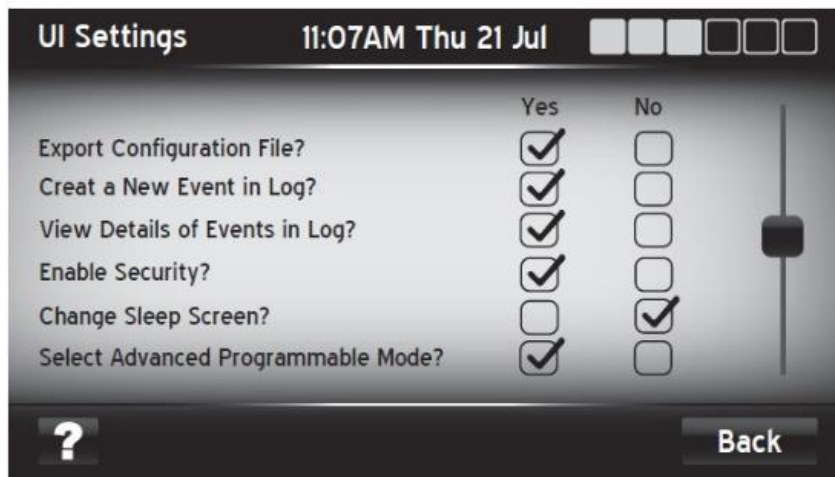 UI Settings 11:07AM Thu 21 Jul
Yes No
Export Configuration File?
Creat a New Event in Log?
View Details of Events in Log?
Enable Security?
Change Sleep Screen?
Select Advanced Programmable Mode?
? Back